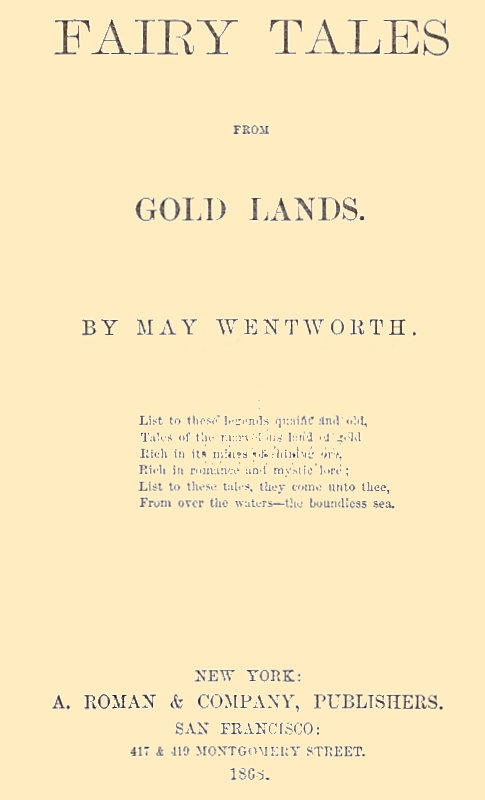 FAIRY TALES
FROM
GOLD LANDS.
BY MAY WENTWORTH.
List to these legends quaint and old,
Tales of the marvelous land of gold
Rich in its mines of shining ore,
Rich in romance and mystic lore;
List to these tales, they come unto thee,
From over the waters—the boundless sea.
NEW YORK:
A. ROMAN & COMPANY, PUBLISHERS.
SAN FRANCISCO:
417 & 419 MONTGOMERY STREET.
1868.